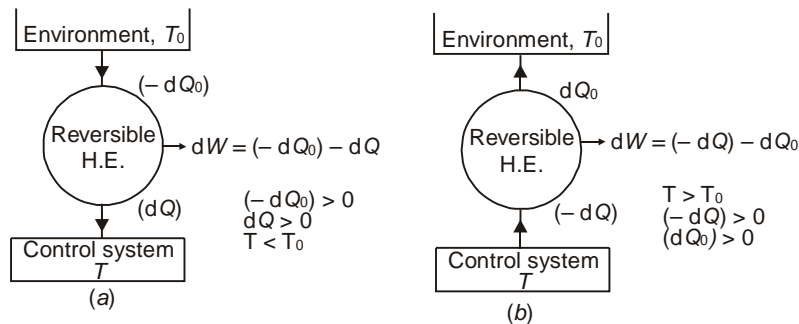 Environment, T₀
(– dQ₀)
Reversible
H.E.
dW = (– dQ₀) – dQ
(dQ)
(– dQ₀) > 0
dQ > 0
T < T₀
Control system
T
(a)
Environment, T₀
dQ₀
Reversible
H.E.
dW = (– dQ) – dQ₀
(– dQ)
T > T₀
(– dQ) > 0
(dQ₀) > 0
Control system
T
(b)